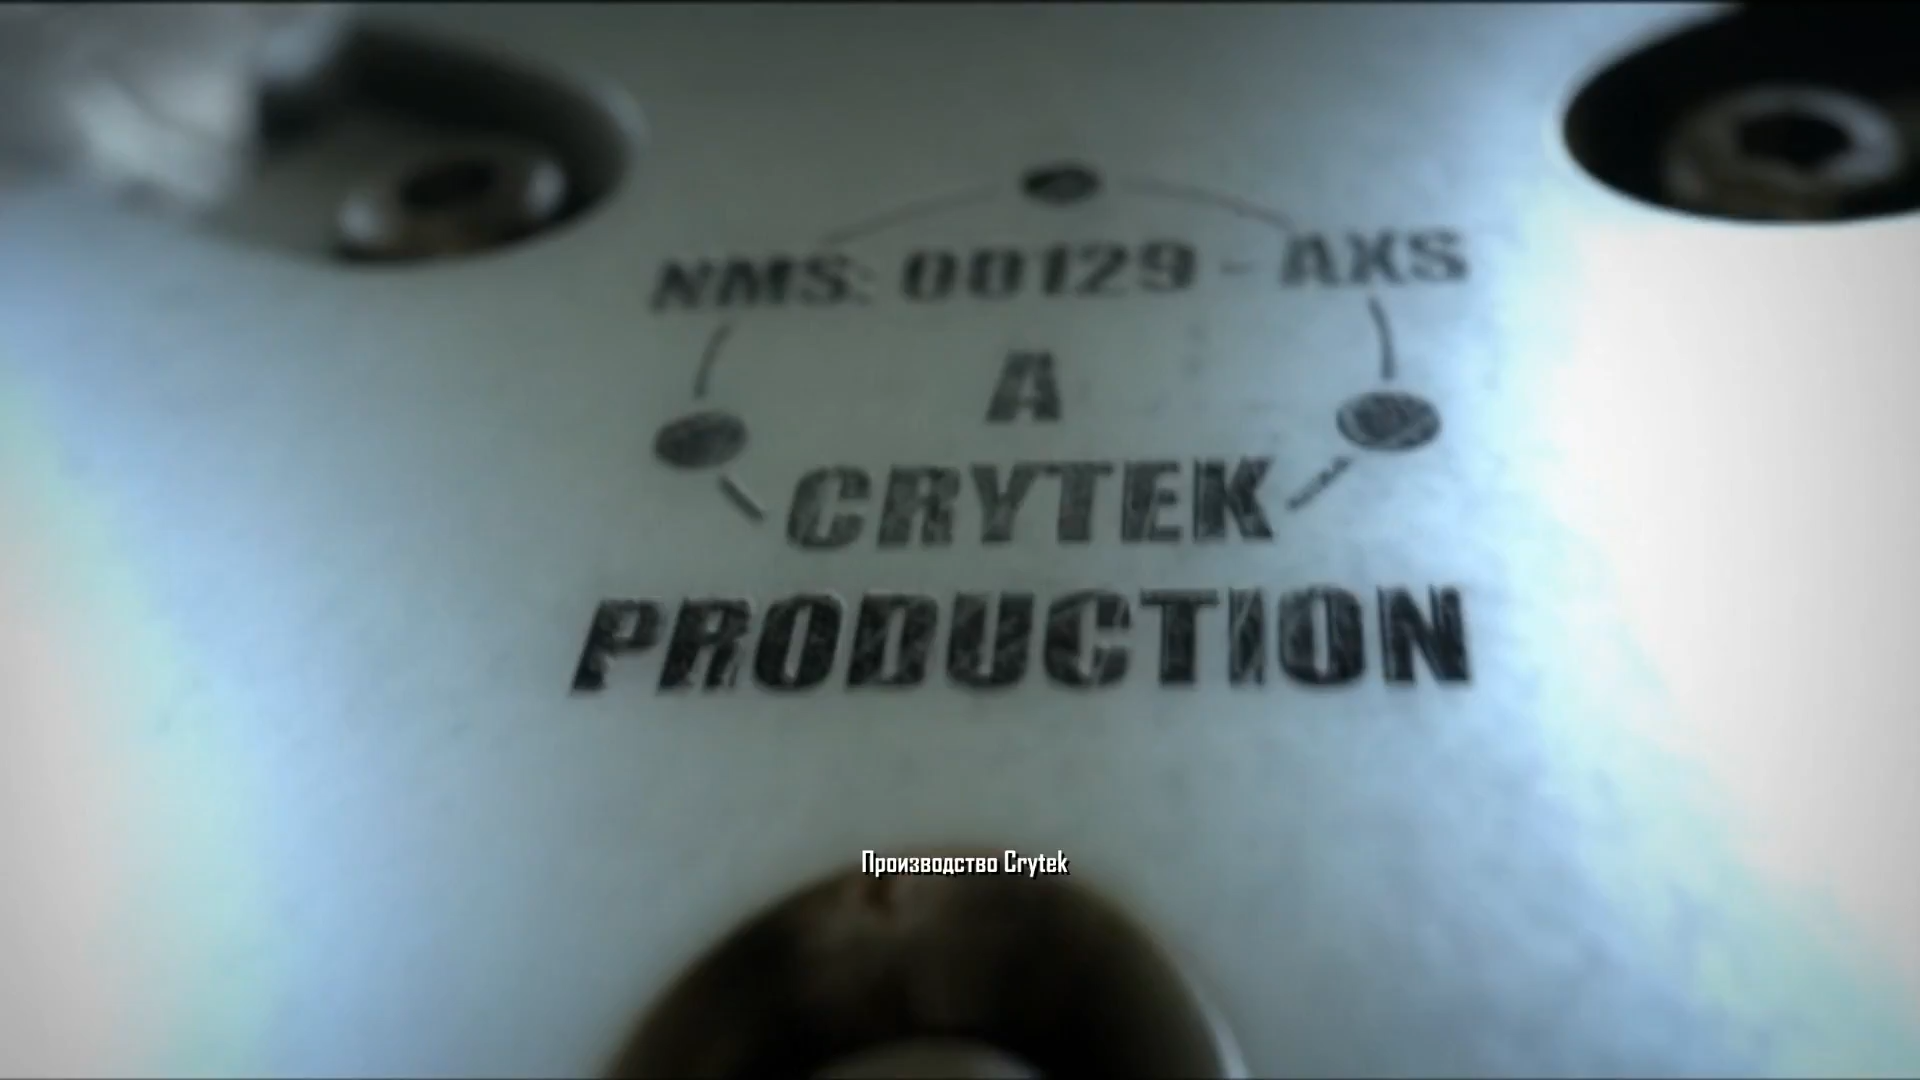 NMS: 00129 - AXS
A
CRYTEK
PRODUCTION
Производство Crytek